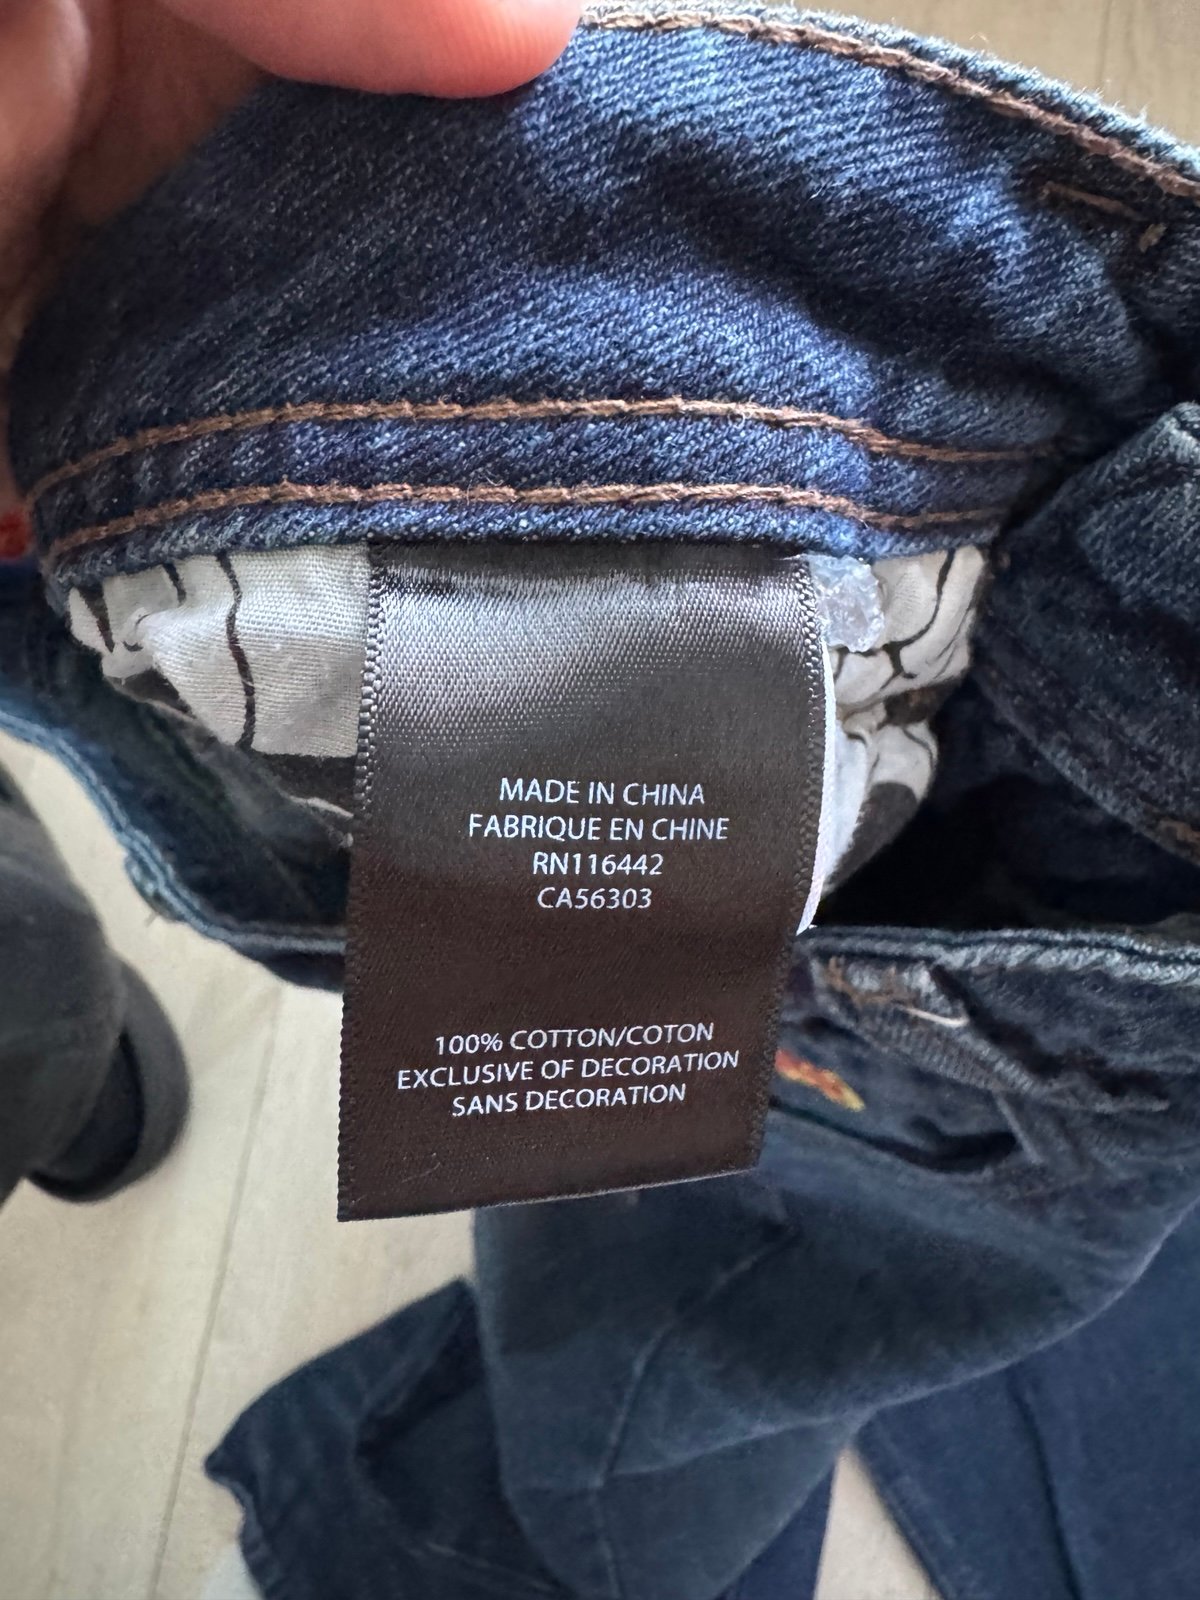 MADE IN CHINA
FABRIQUE EN CHINE
RN116442
CA56303
100% COTTON/COTON
EXCLUSIVE OF DECORATION
SANS DECORATION